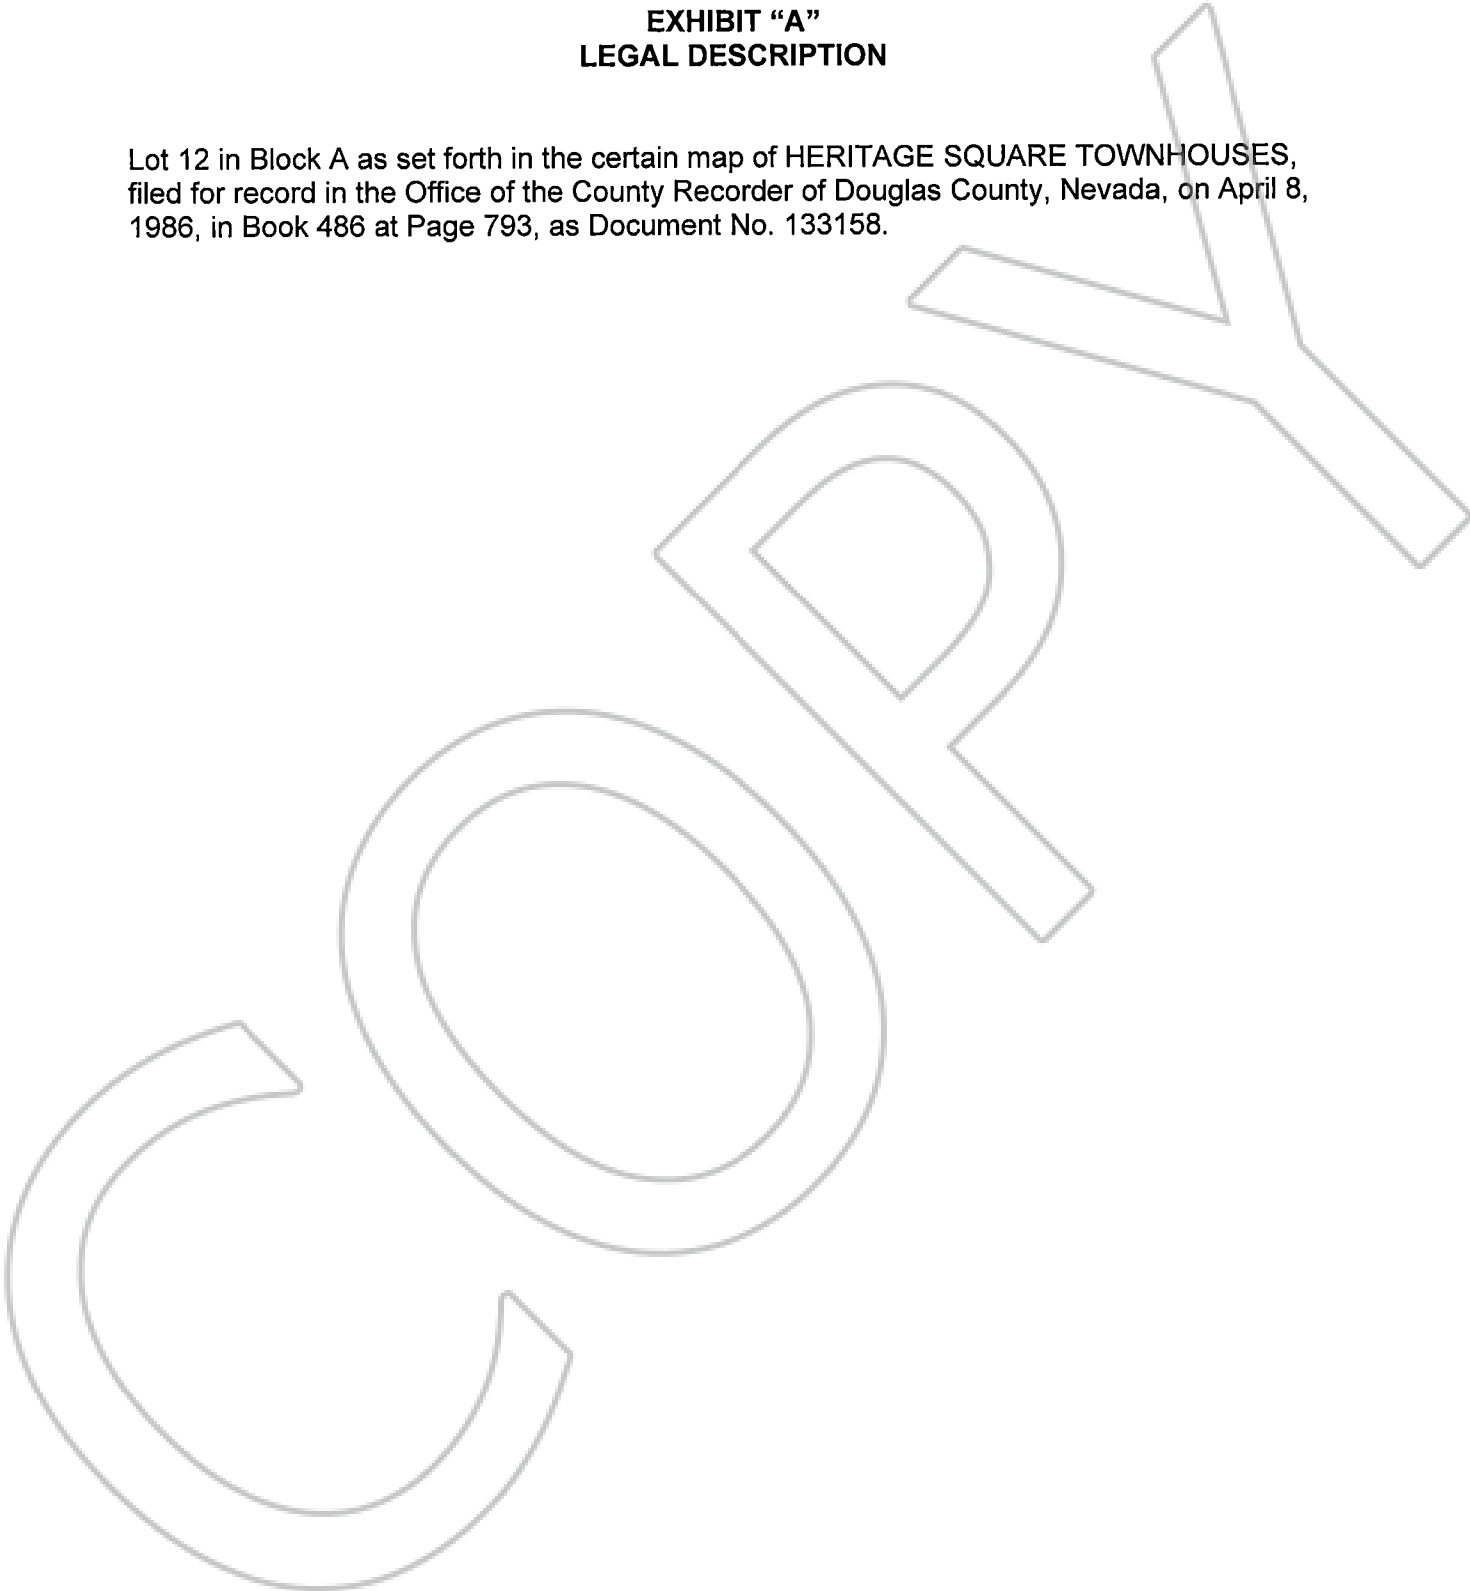 EXHIBIT “A”
LEGAL DESCRIPTION
Lot 12 in Block A as set forth in the certain map of HERITAGE SQUARE TOWNHOUSES,
filed for record in the Office of the County Recorder of Douglas County, Nevada, on April 8,
1986, in Book 486 at Page 793, as Document No. 133158.
COPY